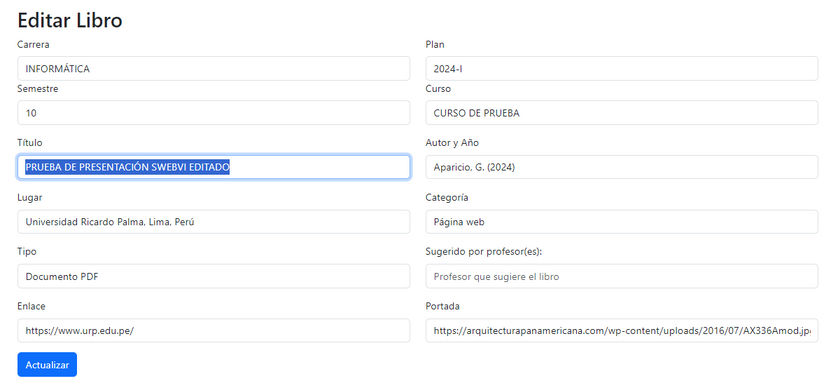 Editar Libro
Carrera
Plan
INFORMÁTICA
2024-I
Semestre
Curso
10
CURSO DE PRUEBA
Título
Autor y Año
PRUEBA DE PRESENTACIÓN SWEBVI EDITADO
Aparicio, G. (2024)
Lugar
Categoría
Universidad Ricardo Palma, Lima, Perú
Página web
Tipo
Sugerido por profesor(es):
Documento PDF
Profesor que sugiere el libro
Enlace
Portada
https://www.urp.edu.pe/
https://arquitecturapanamericana.com/wp-content/uploads/2016/07/AX336Amod.jp
Actualizar